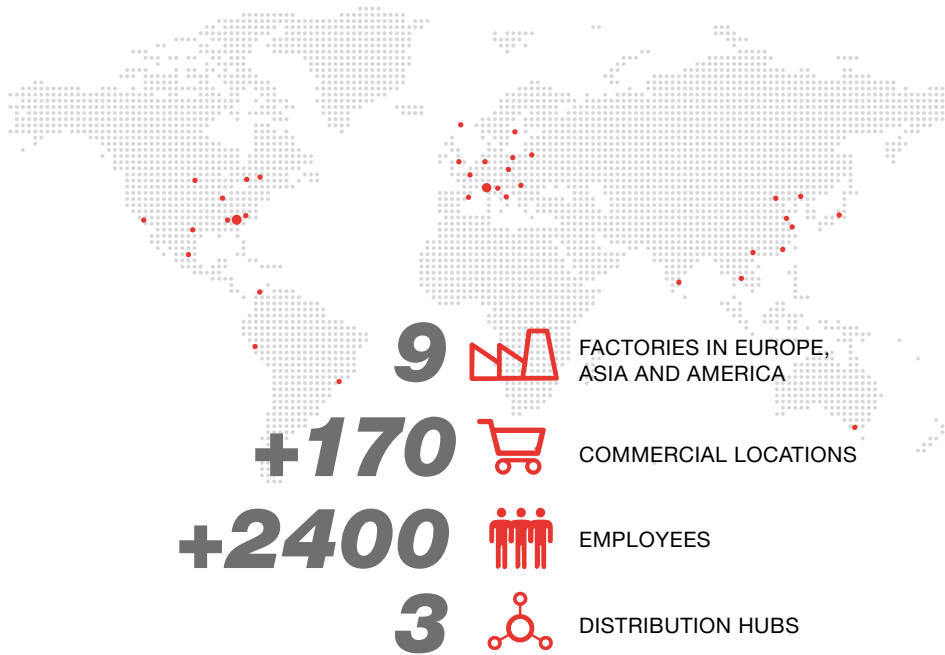 9
FACTORIES IN EUROPE,
ASIA AND AMERICA
+170
COMMERCIAL LOCATIONS
+2400
EMPLOYEES
3
DISTRIBUTION HUBS